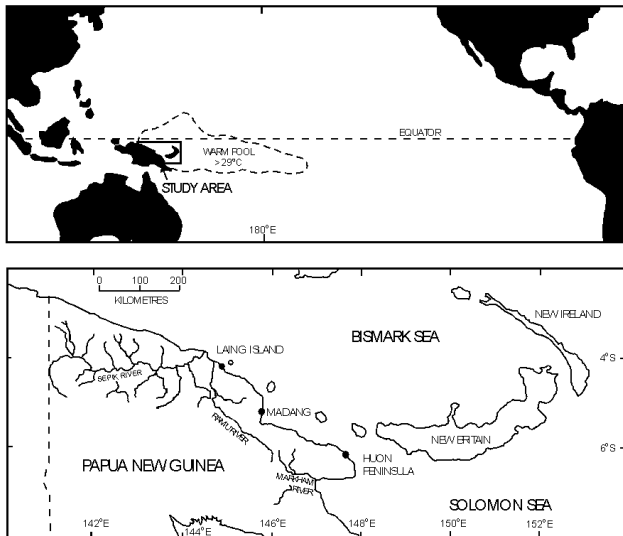 EQUATOR
WARM FOOL
>29°C
STUDY AREA
180°E
0 100 200
KILOMETRES
NEW IRELAND
BISMARK SEA
LAING ISLAND
4°S
SEPIK RIVER
MADANG
RAMU RIVER
NEW BRITAIN
6°S
HUON
PENINSULA
PAPUA NEW GUINEA
MARKHAM
RIVER
SOLOMON SEA
142°E
144°E
146°E
148°E
150°E
152°E